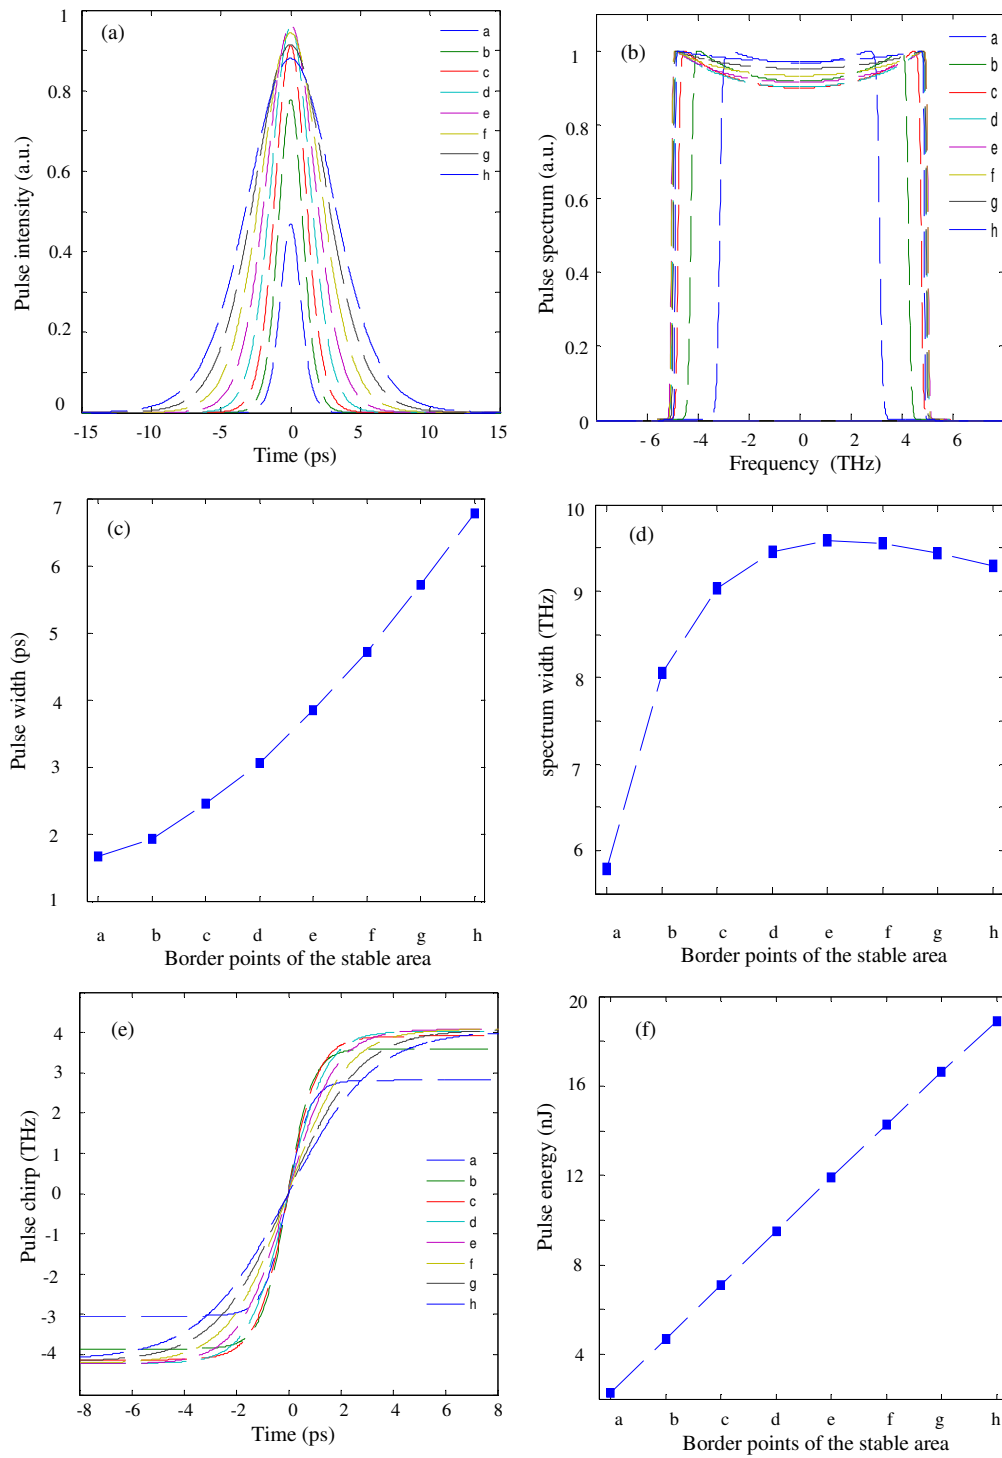 (a)
1
0.8
0.6
0.4
0.2
0
-15
-10
-5
0
5
10
15
Pulse intensity (a.u.)
Time (ps)
a
b
c
d
e
f
g
h
(b)
1
0.8
0.6
0.4
0.2
0
- 6
-4
-2
0
2
4
6
Pulse spectrum (a.u.)
Frequency (THz)
a
b
c
d
e
f
g
h
(c)
7
6
5
4
3
2
1
a
b
c
d
e
f
g
h
Pulse width (ps)
Border points of the stable area
(d)
10
9
8
7
6
a
b
c
d
e
f
g
h
spectrum width (THz)
Border points of the stable area
(e)
4
3
2
1
0
-1
-2
-3
-4
-8
-6
-4
-2
0
2
4
6
8
Pulse chirp (THz)
Time (ps)
a
b
c
d
e
f
g
h
(f)
20
16
12
8
4
a
b
c
d
e
f
g
h
Pulse energy (nJ)
Border points of the stable area